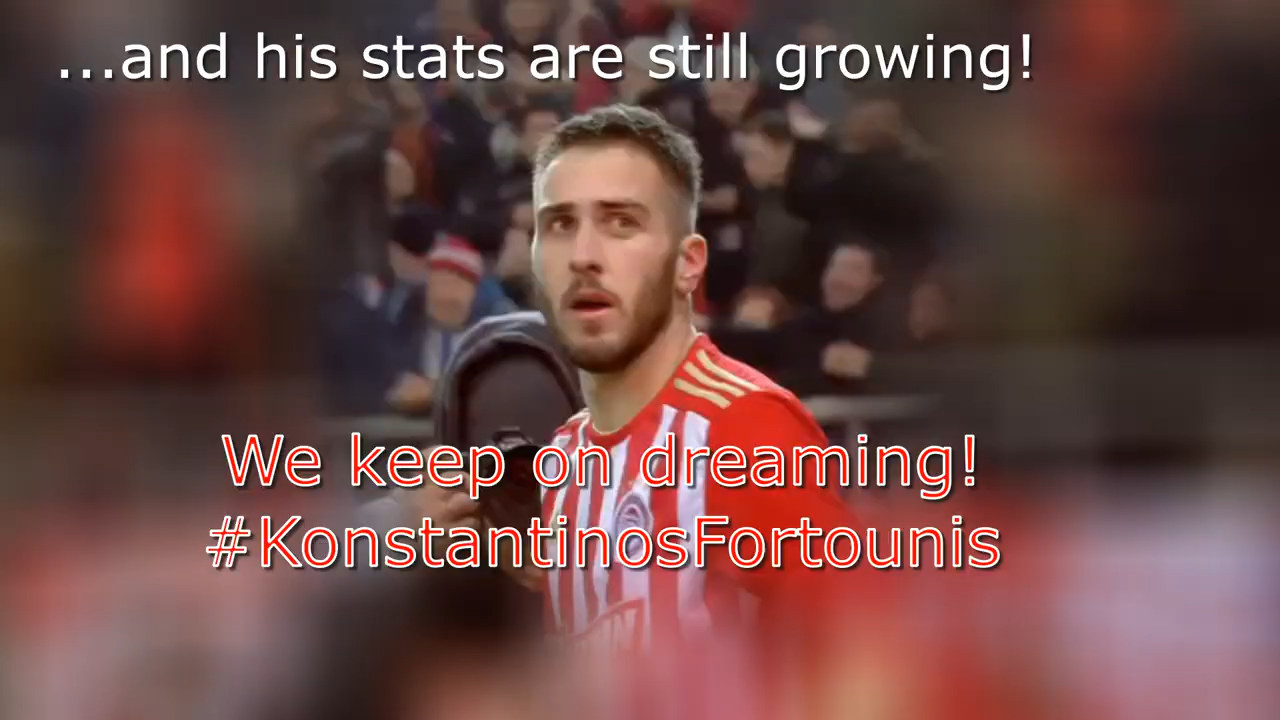 ...and his stats are still growing!
We keep on dreaming!
#KonstantinosFortounis